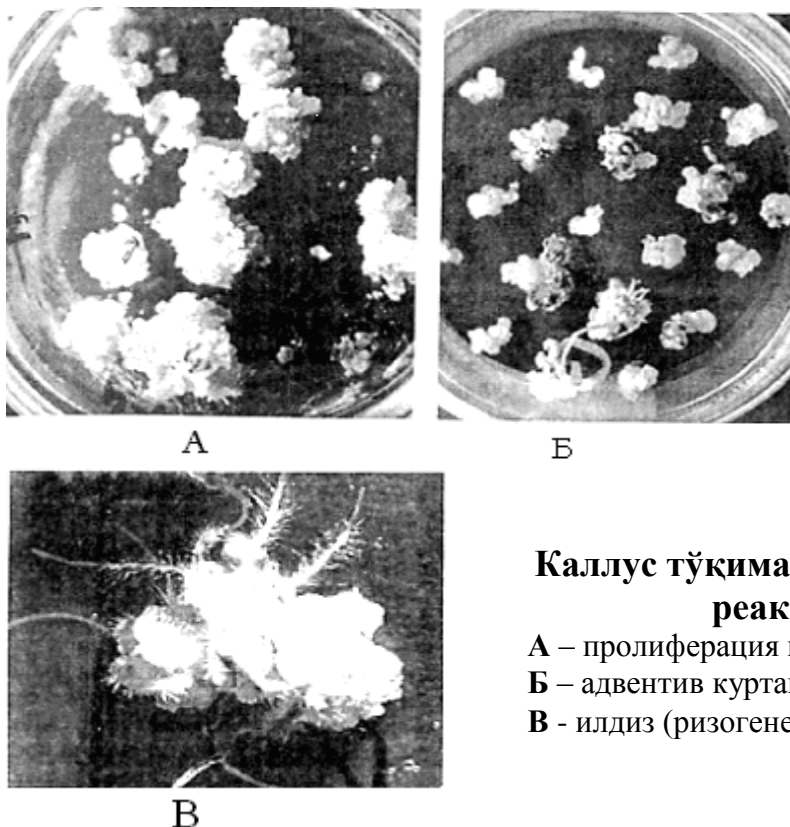 А
Б
В
Каллус тўқима
реак
А – пролиферация
Б – адвентив курта
В - илдиз (ризогене